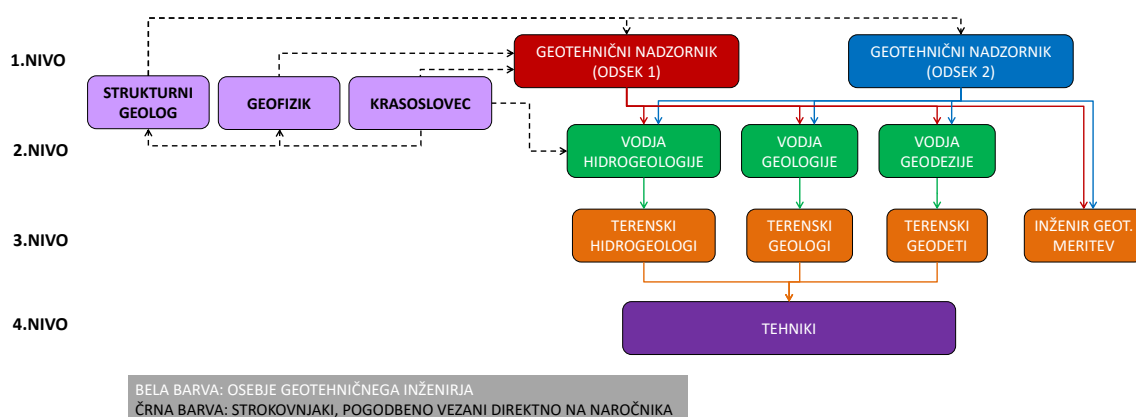 1.NIVO
GEOTEHNIČNI NADZORNIK
(ODSEK 1)
GEOTEHNIČNI NADZORNIK
(ODSEK 2)
STRUKTURNI
GEOLOG
GEOFIZIK
KRASOSLOVEC
2.NIVO
VODJA
HIDROGEOLOGIJE
VODJA
GEOLOGIJE
VODJA
GEODEZIJE
3.NIVO
TERENSKI
HIDROGEOLOGI
TERENSKI
GEOLOGI
TERENSKI
GEODETI
INŽENIR GEOT.
MERITEV
4.NIVO
TEHNIKI
BELA BARVA: OSEBJE GEOTEHNIČNEGA INŽENIRJA
ČRNA BARVA: STROKOVNJAKI, POGODBENO VEZANI DIREKTNO NA NAROČNIKA